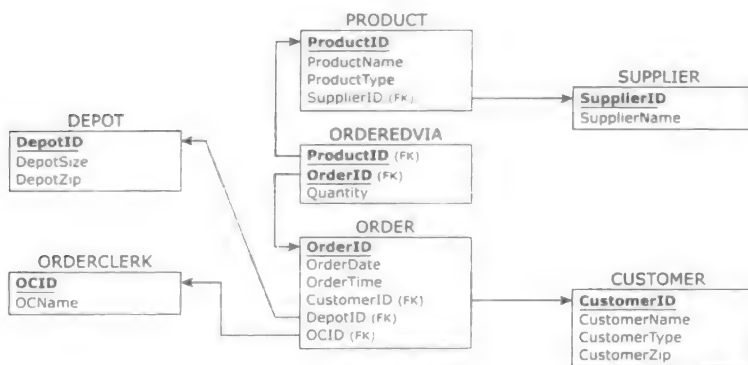 PRODUCT
ProductID
ProductName
ProductType
SupplierID (FK)
SUPPLIER
SupplierID
SupplierName
DEPOT
DepotID
DepotSize
DepotZip
ORDEREDVIA
ProductID (FK)
OrderID (FK)
Quantity
ORDERCLERK
OCID
OCName
ORDER
OrderID
OrderDate
OrderTime
CustomerID (FK)
DepotID (FK)
OCID (FK)
CUSTOMER
CustomerID
CustomerName
CustomerType
CustomerZip